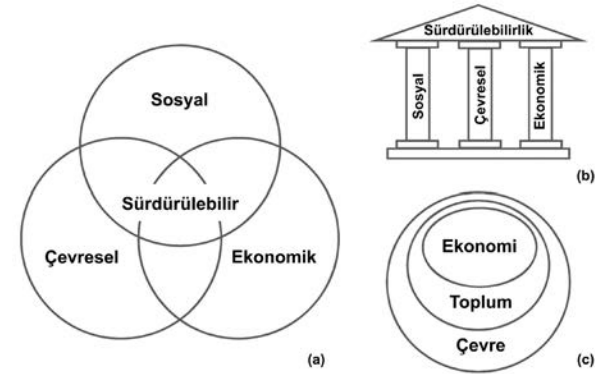 Sosyal
Sürdürülebilir
Çevresel
Ekonomik
(a)
Sürdürülebilirlik
Sosyal
Çevresel
Ekonomik
(b)
Ekonomi
Toplum
Çevre
(c)